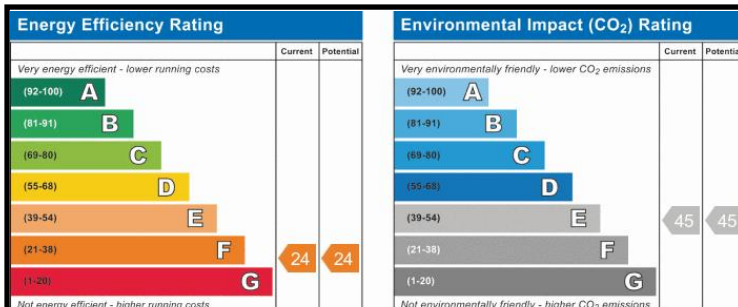 Energy Efficiency Rating
Current Potential
Very energy efficient - lower running costs
(92-100) A
(81-91) B
(69-80) C
(55-68) D
(39-54) E
(21-38) F
24 24
(1-20) G
Not energy efficient - higher running costs
Environmental Impact (CO₂) Rating
Current Potential
Very environmentally friendly - lower CO₂ emissions
(92-100) A
(81-91) B
(69-80) C
(55-68) D
(39-54) E
45 45
(21-38) F
(1-20) G
Not environmentally friendly - higher CO₂ emissions